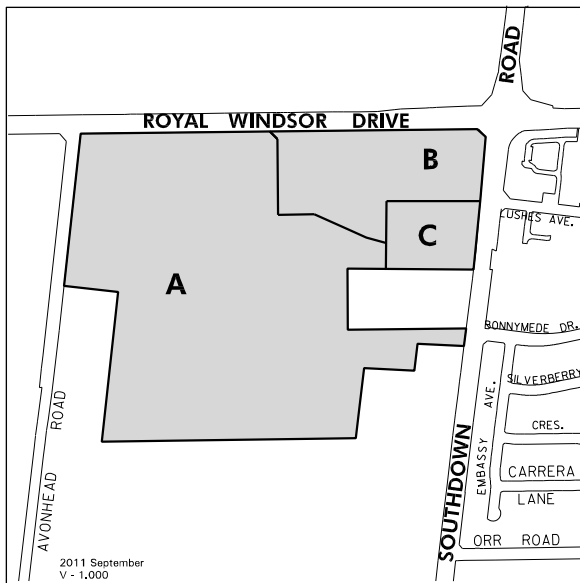 ROAD
ROYAL WINDSOR DRIVE
B
LUSHES AVE.
C
A
BONNYMEDE DR.
SILVERBERRY
EMBASSY AVE.
CRES.
AVONHEAD ROAD
SOUTHDOWN
CARRERA
LANE
ORR ROAD
2011 September
V - 1.000